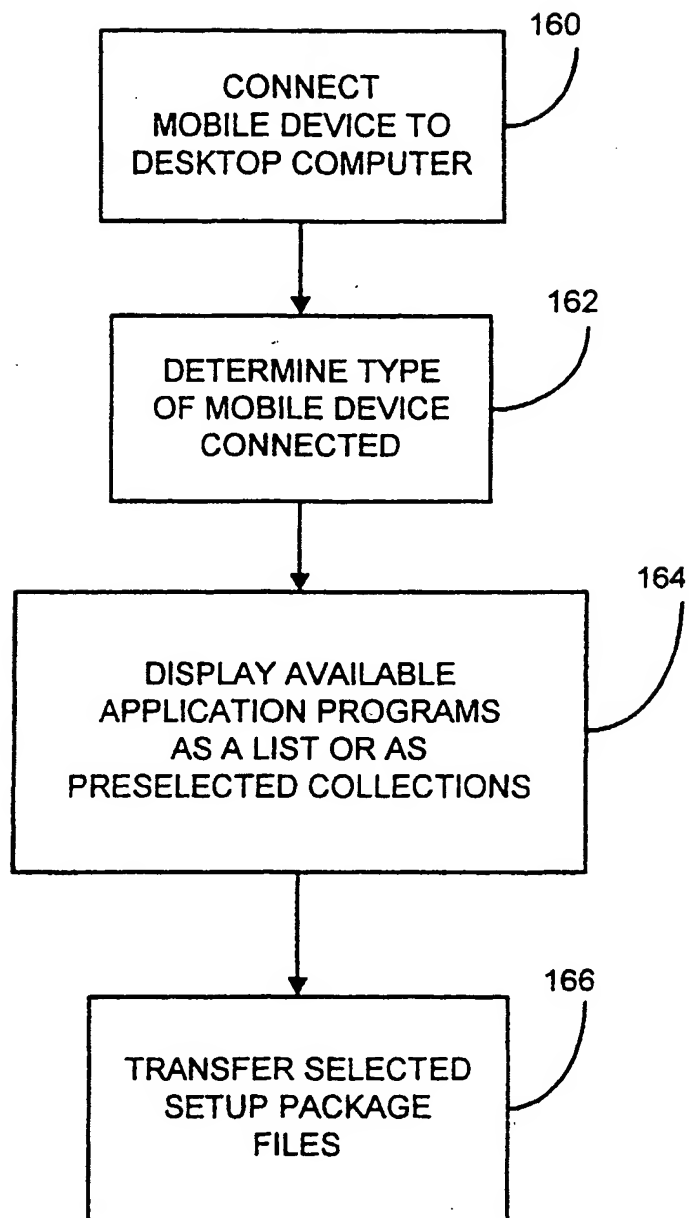 160
CONNECT
MOBILE DEVICE TO
DESKTOP COMPUTER
162
DETERMINE TYPE
OF MOBILE DEVICE
CONNECTED
164
DISPLAY AVAILABLE
APPLICATION PROGRAMS
AS A LIST OR AS
PRESELECTED COLLECTIONS
166
TRANSFER SELECTED
SETUP PACKAGE
FILES